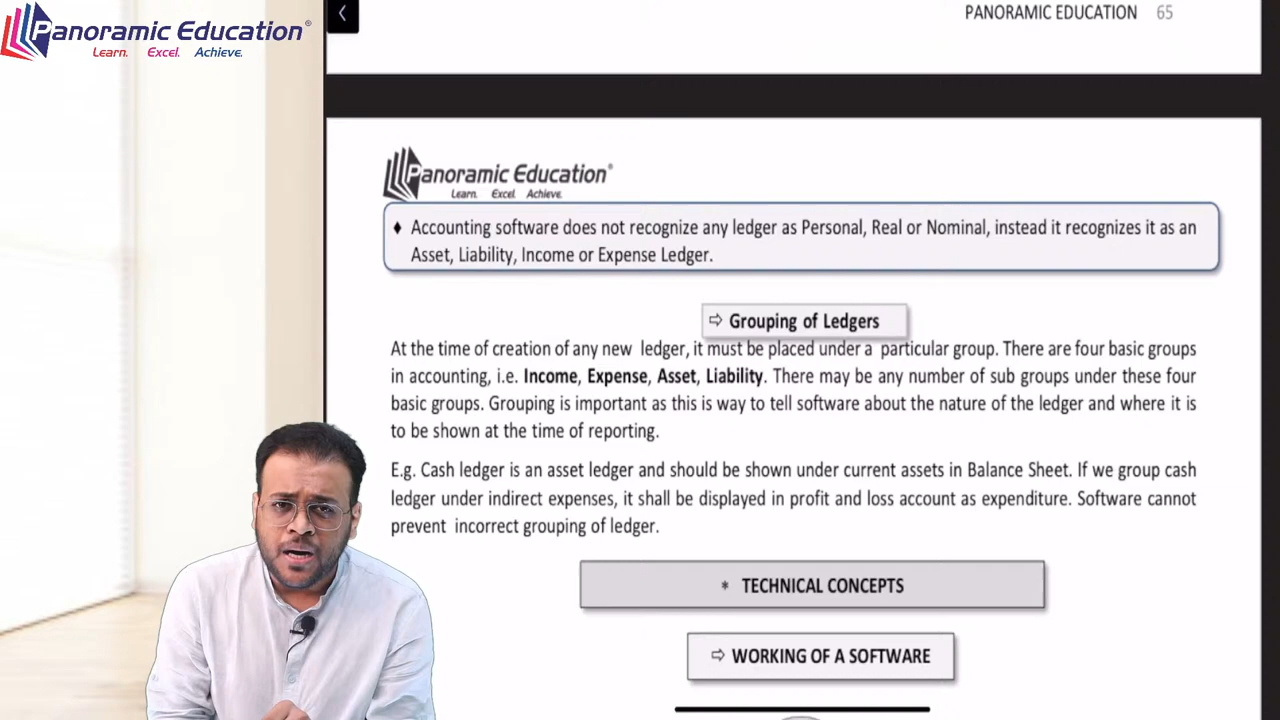 Panoramic Education®
Learn. Excel. Achieve.
PANORAMIC EDUCATION 65
Panoramic Education®
Learn. Excel. Achieve.
♦ Accounting software does not recognize any ledger as Personal, Real or Nominal, instead it recognizes it as an
Asset, Liability, Income or Expense Ledger.
⇨ Grouping of Ledgers
At the time of creation of any new ledger, it must be placed under a particular group. There are four basic groups
in accounting, i.e. Income, Expense, Asset, Liability. There may be any number of sub groups under these four
basic groups. Grouping is important as this is way to tell software about the nature of the ledger and where it is
to be shown at the time of reporting.
E.g. Cash ledger is an asset ledger and should be shown under current assets in Balance Sheet. If we group cash
ledger under indirect expenses, it shall be displayed in profit and loss account as expenditure. Software cannot
prevent incorrect grouping of ledger.
* TECHNICAL CONCEPTS
⇨ WORKING OF A SOFTWARE